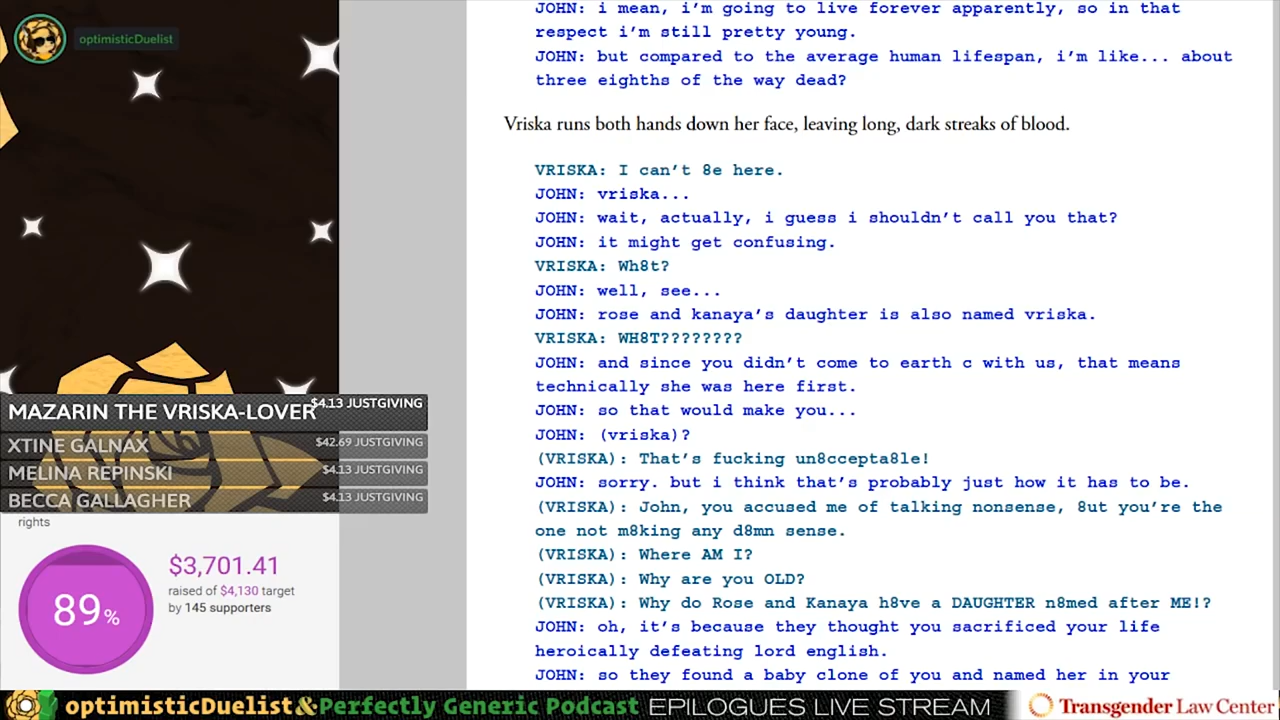 optimisticDuelist
JOHN: i mean, i'm going to live forever apparently, so in that
respect i'm still pretty young.
JOHN: but compared to the average human lifespan, i'm like... about
three eighths of the way dead?
Vriska runs both hands down her face, leaving long, dark streaks of blood.
VRISKA: I can't 8e here.
JOHN: vriska...
JOHN: wait, actually, i guess i shouldn't call you that?
JOHN: it might get confusing.
VRISKA: Wh8t?
JOHN: well, see...
JOHN: rose and kanaya's daughter is also named vriska.
VRISKA: WH8T????????
JOHN: and since you didn't come to earth c with us, that means
technically she was here first.
JOHN: so that would make you...
JOHN: (vriska)?
(VRISKA): That's fucking un8ccepta8le!
JOHN: sorry. but i think that's probably just how it has to be.
(VRISKA): John, you accused me of talking nonsense, 8ut you're the
one not m8king any d8mn sense.
(VRISKA): Where AM I?
(VRISKA): Why are you OLD?
(VRISKA): Why do Rose and Kanaya h8ve a DAUGHTER n8med after ME!?
JOHN: oh, it's because they thought you sacrificed your life
heroically defeating lord english.
JOHN: so they found a baby clone of you and named her in your
MAZARIN THE VRISKA-LOVER $4.13 JUSTGIVING
XTINE GALNAX $42.69 JUSTGIVING
MELINA REPINSKI $4.13 JUSTGIVING
BECCA GALLAGHER $4.13 JUSTGIVING
rights
89%
$3,701.41
raised of $4,130 target
by 145 supporters
optimisticDuelist&Perfectly Generic Podcast EPILOGUES LIVE STREAM Transgender Law Center